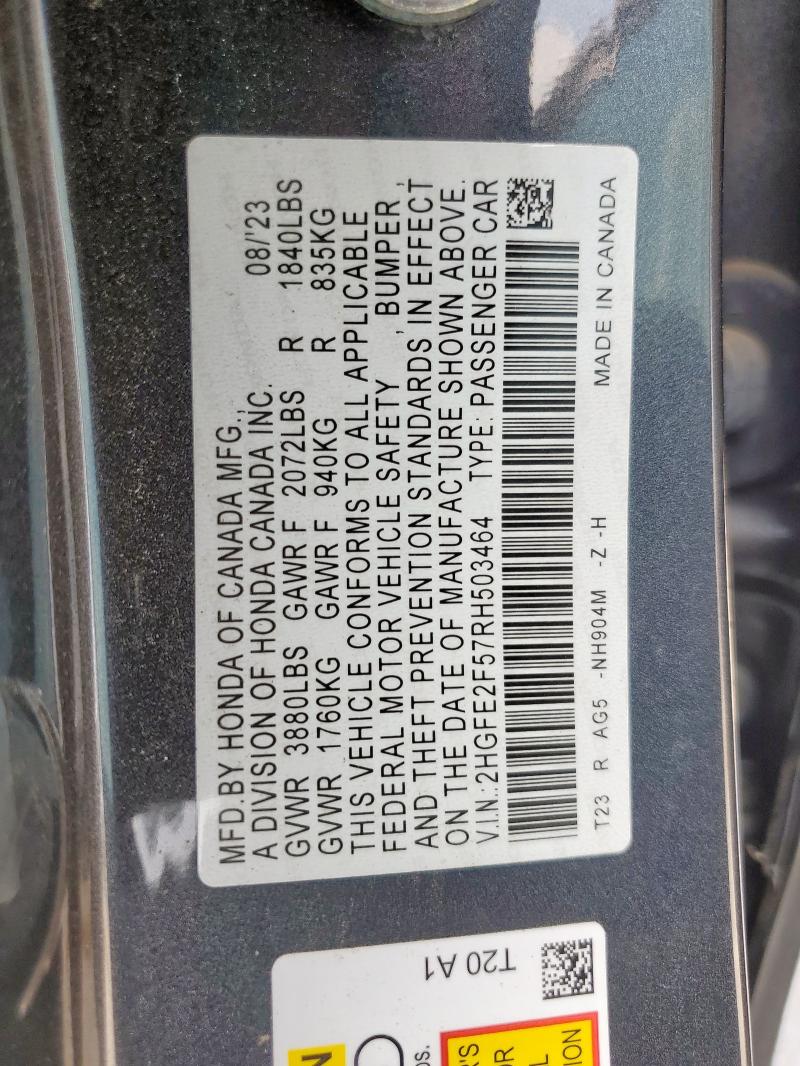 MFD.BY HONDA OF CANADA MFG.,
A DIVISION OF HONDA CANADA INC. 08/'23
GVWR 3880LBS GAWR F 2072LBS R 1840LBS
GVWR 1760KG GAWR F 940KG R 835KG
THIS VEHICLE CONFORMS TO ALL APPLICABLE
FEDERAL MOTOR VEHICLE SAFETY , BUMPER ,
AND THEFT PREVENTION STANDARDS IN EFFECT
ON THE DATE OF MANUFACTURE SHOWN ABOVE.
V.I.N.:2HGFE2F57RH503464 TYPE: PASSENGER CAR
T23 R AG5 -NH904M -Z -H MADE IN CANADA
T20 A1